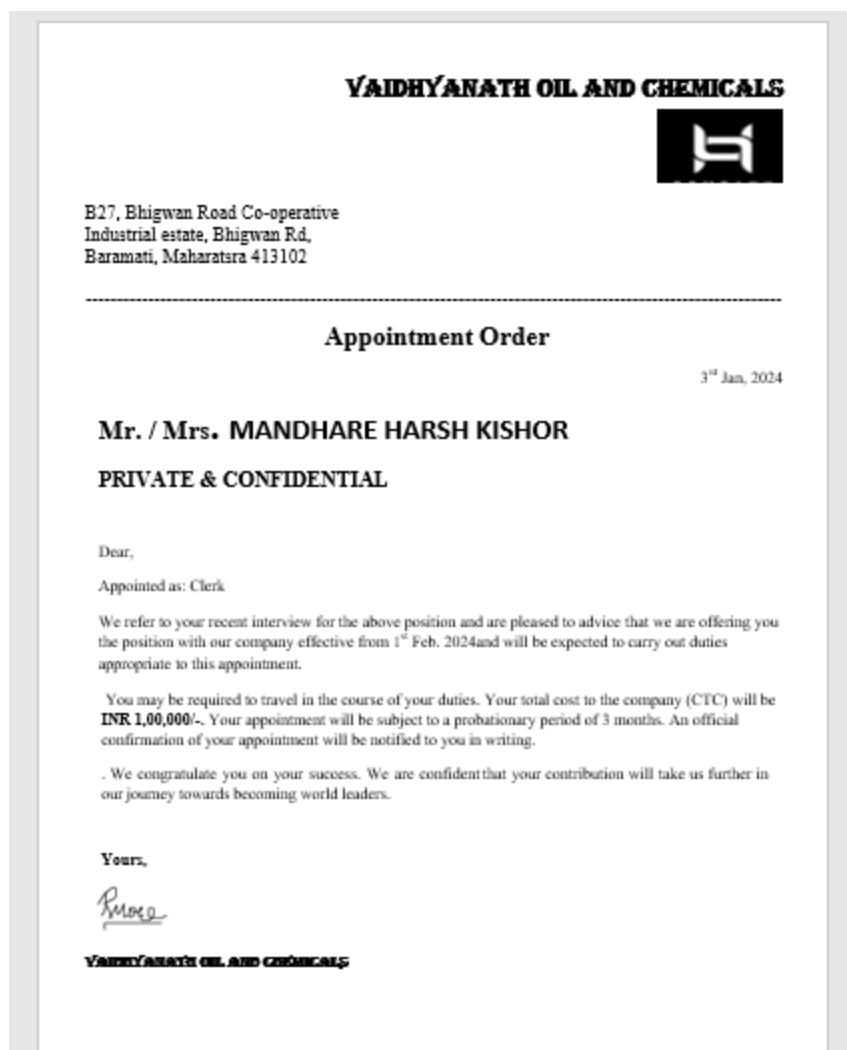 VAIDHYANATH OIL AND CHEMICALS
B27, Bhigwan Road Co-operative
Industrial estate, Bhigwan Rd,
Baramati, Maharatsra 413102
Appointment Order
3rd Jan, 2024
Mr. / Mrs. MANDHARE HARSH KISHOR
PRIVATE & CONFIDENTIAL
Dear,
Appointed as: Clerk
We refer to your recent interview for the above position and are pleased to advice that we are offering you
the position with our company effective from 1st Feb. 2024and will be expected to carry out duties
appropriate to this appointment.
You may be required to travel in the course of your duties. Your total cost to the company (CTC) will be
INR 1,00,000/-. Your appointment will be subject to a probationary period of 3 months. An official
confirmation of your appointment will be notified to you in writing.
. We congratulate you on your success. We are confident that your contribution will take us further in
our journey towards becoming world leaders.
Yours,
VAIDHYANATH OIL AND CHEMICALS